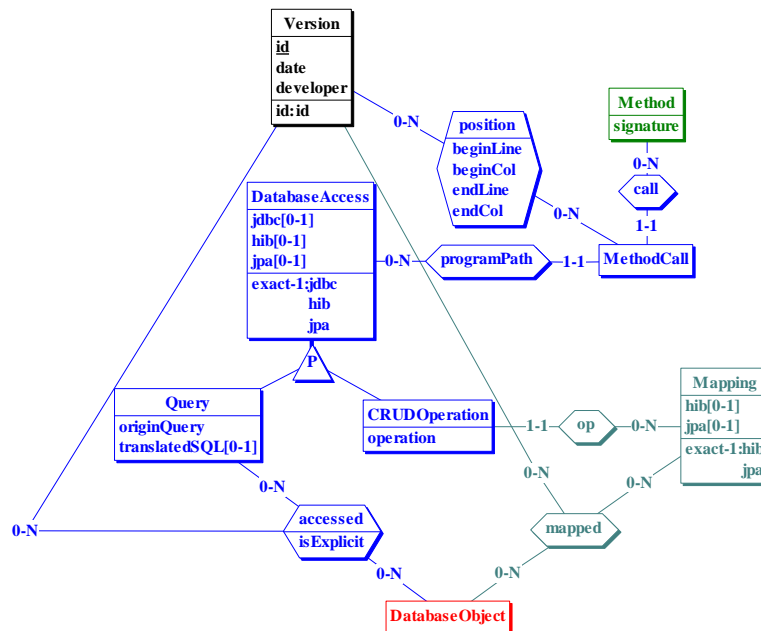 Version
id
date
developer
id:id
0-N
position
beginLine
beginCol
endLine
endCol
Method
signature
0-N
call
1-1
0-N
MethodCall
DatabaseAccess
jdbc[0-1]
hib[0-1]
jpa[0-1]
exact-1:jdbc
hib
jpa
0-N
programPath
1-1
P
Query
originQuery
translatedSQL[0-1]
CRUDOperation
operation
1-1
op
0-N
Mapping
hib[0-1]
jpa[0-1]
exact-1:hib
jpa
0-N
0-N
0-N
0-N
accessed
isExplicit
mapped
0-N
0-N
DatabaseObject